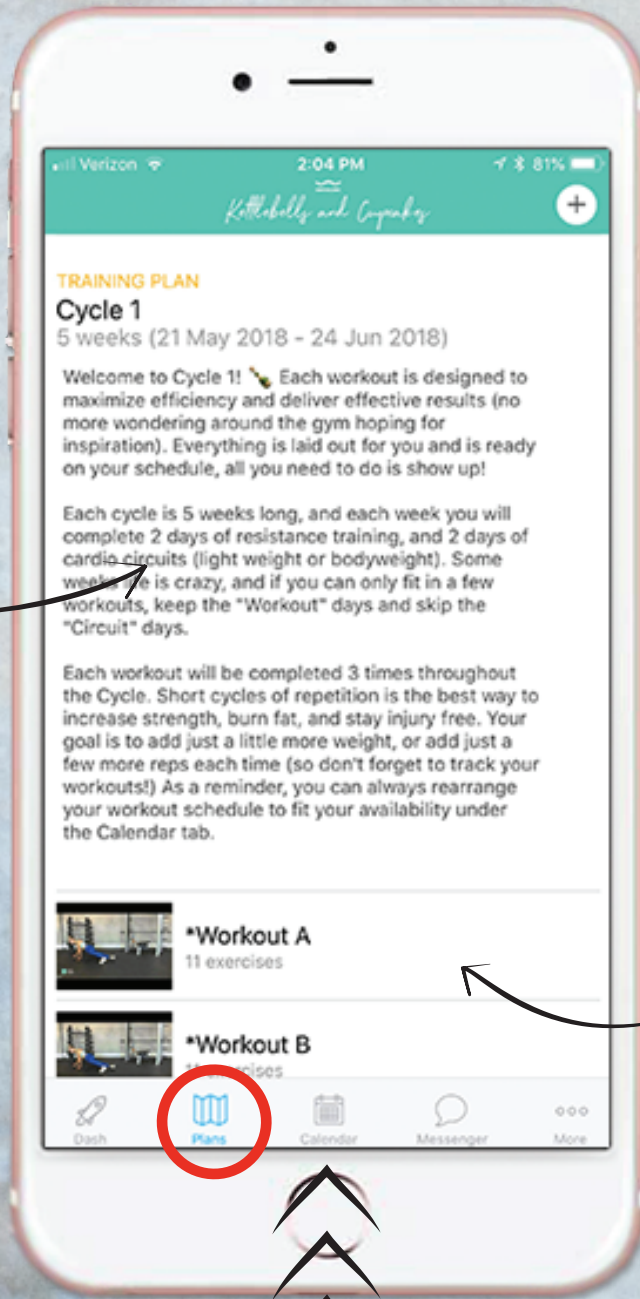 Verizon 2:04 PM 81%
Kettlebells and Cupcakes
TRAINING PLAN
Cycle 1
5 weeks (21 May 2018 - 24 Jun 2018)
Welcome to Cycle 1! 🍾 Each workout is designed to
maximize efficiency and deliver effective results (no
more wondering around the gym hoping for
inspiration). Everything is laid out for you and is ready
on your schedule, all you need to do is show up!
Each cycle is 5 weeks long, and each week you will
complete 2 days of resistance training, and 2 days of
cardio circuits (light weight or bodyweight). Some
weeks life is crazy, and if you can only fit in a few
workouts, keep the "Workout" days and skip the
"Circuit" days.
Each workout will be completed 3 times throughout
the Cycle. Short cycles of repetition is the best way to
increase strength, burn fat, and stay injury free. Your
goal is to add just a little more weight, or add just a
few more reps each time (so don't forget to track your
workouts!) As a reminder, you can always rearrange
your workout schedule to fit your availability under
the Calendar tab.
*Workout A
11 exercises
*Workout B
11 exercises
Dash Plans Calendar Messenger More